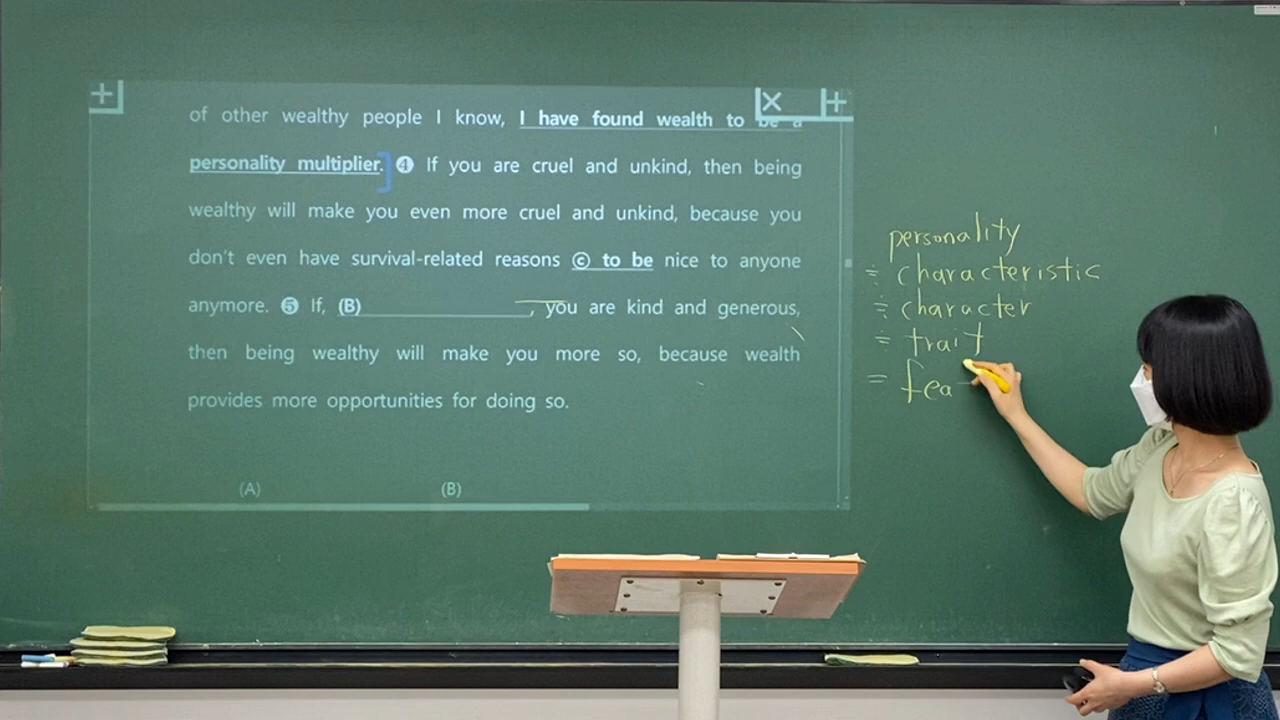 of other wealthy people I know, I have found wealth to be a
personality multiplier.] ④ If you are cruel and unkind, then being
wealthy will make you even more cruel and unkind, because you
don't even have survival-related reasons ⓒ to be nice to anyone
anymore. ⑤ If, (B)____________, you are kind and generous,
then being wealthy will make you more so, because wealth
provides more opportunities for doing so.
(A) (B)
personality
≒ characteristic
≒ character
= trait
= fea